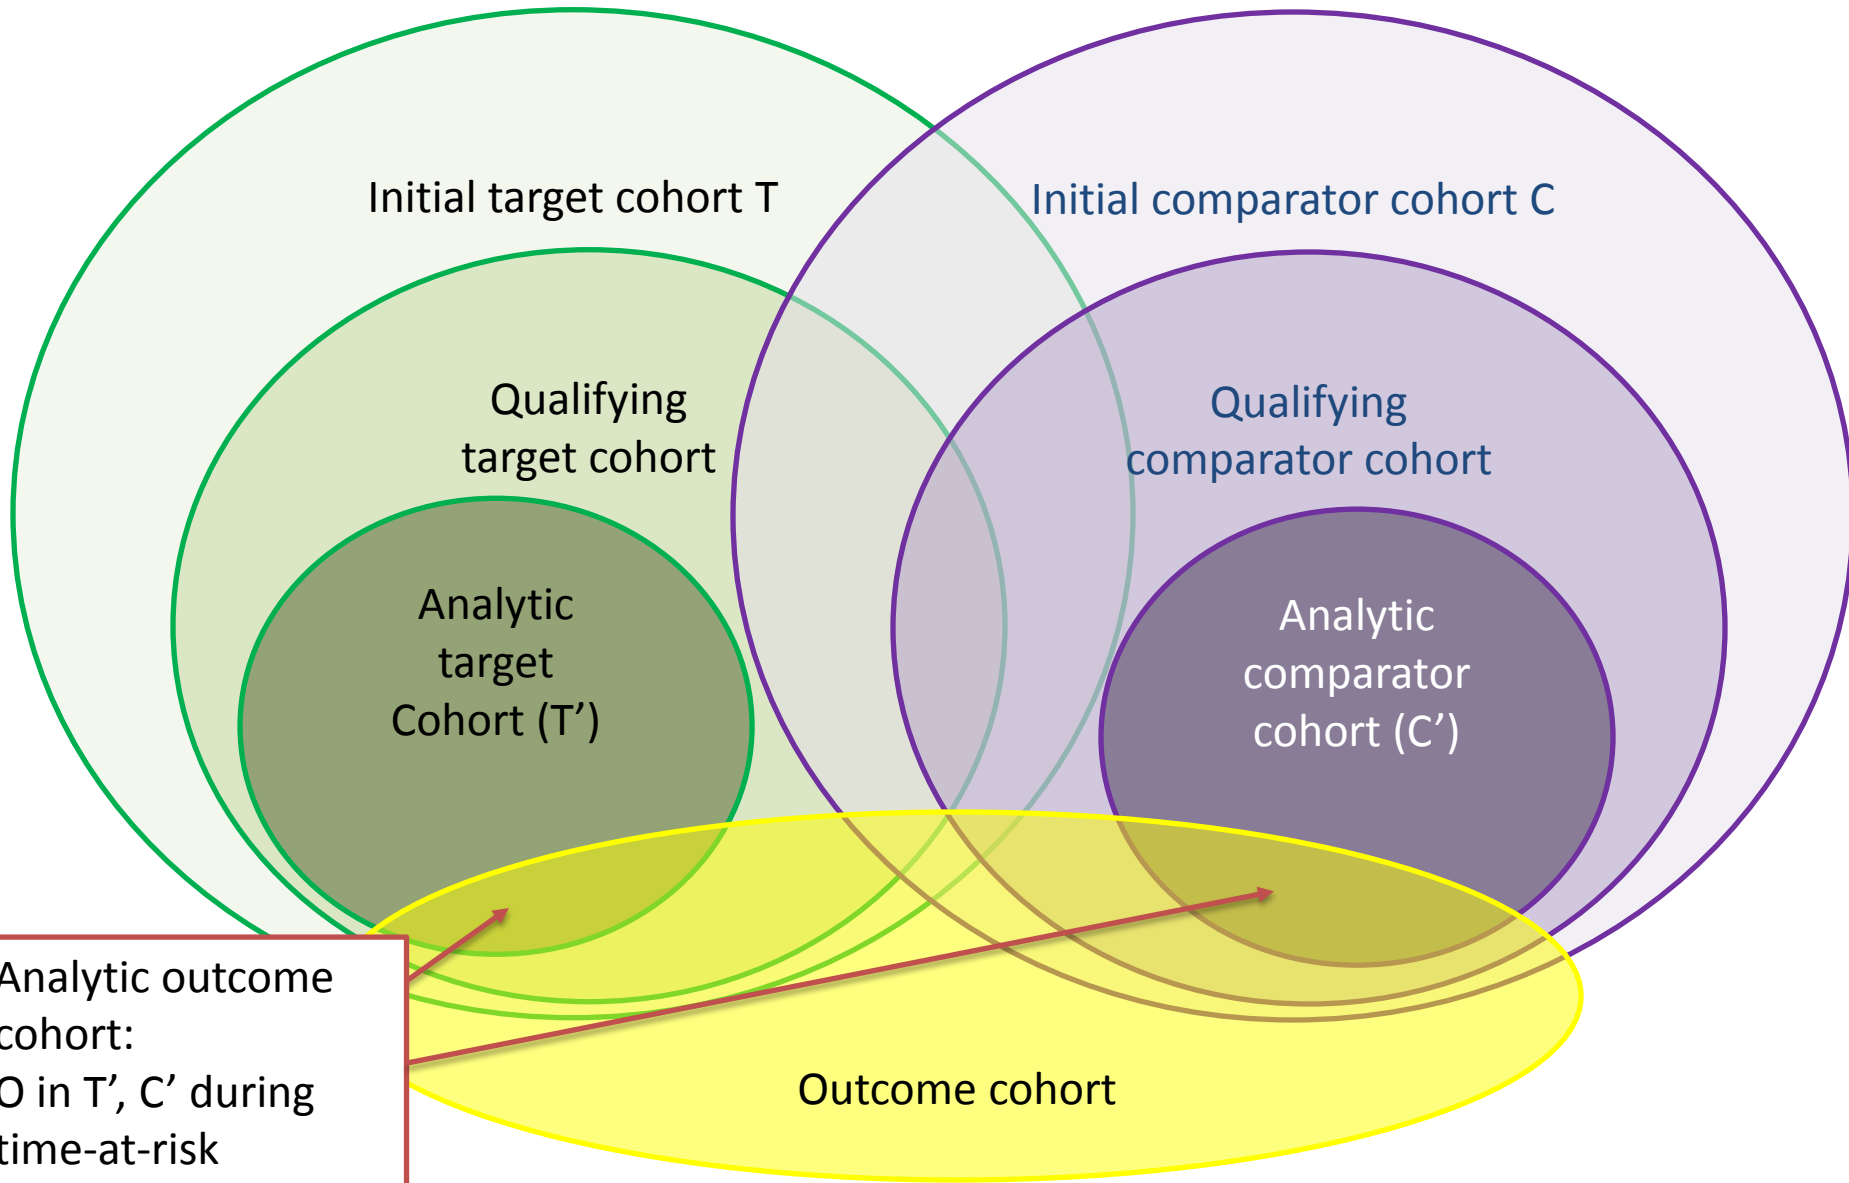 Initial target cohort T
Initial comparator cohort C
Qualifying
target cohort
Qualifying
comparator cohort
Analytic
target
Cohort (T’)
Analytic
comparator
cohort (C’)
Analytic outcome
cohort:
O in T’, C’ during
time-at-risk
Outcome cohort